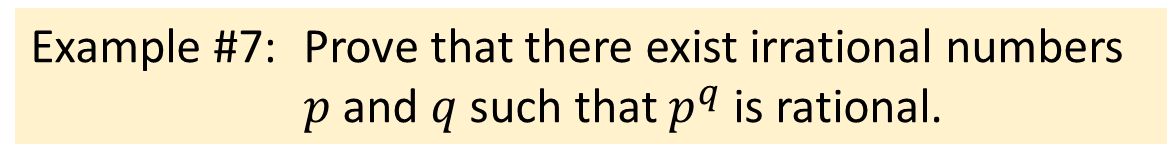 Example #7: Prove that there exist irrational numbers
p and q such that p^q is rational.